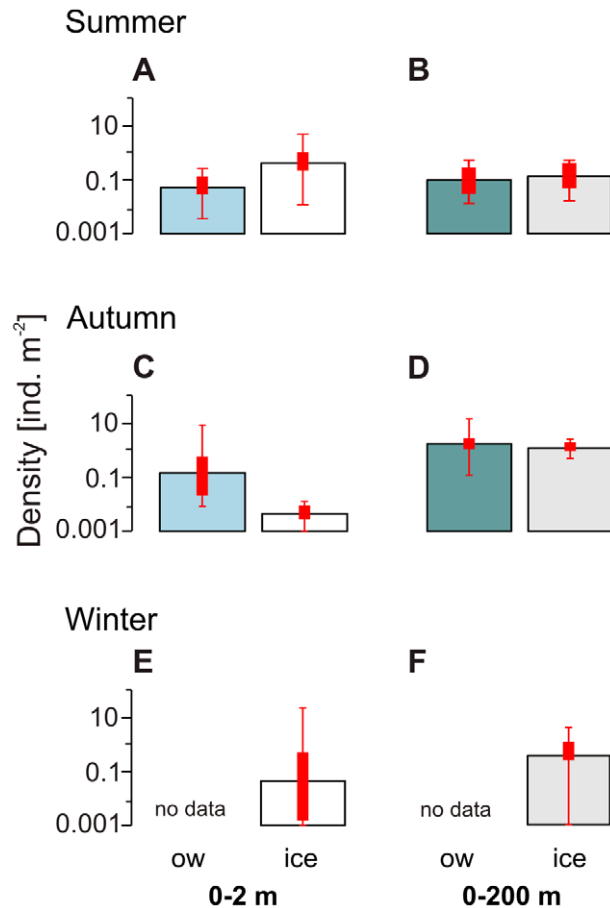 Summer
A
B
10
0.1
0.001
Autumn
C
D
10
0.1
0.001
Density [ind. m-2]
Winter
E
F
10
0.1
0.001
no data
no data
ow
ice
ow
ice
0-2 m
0-200 m